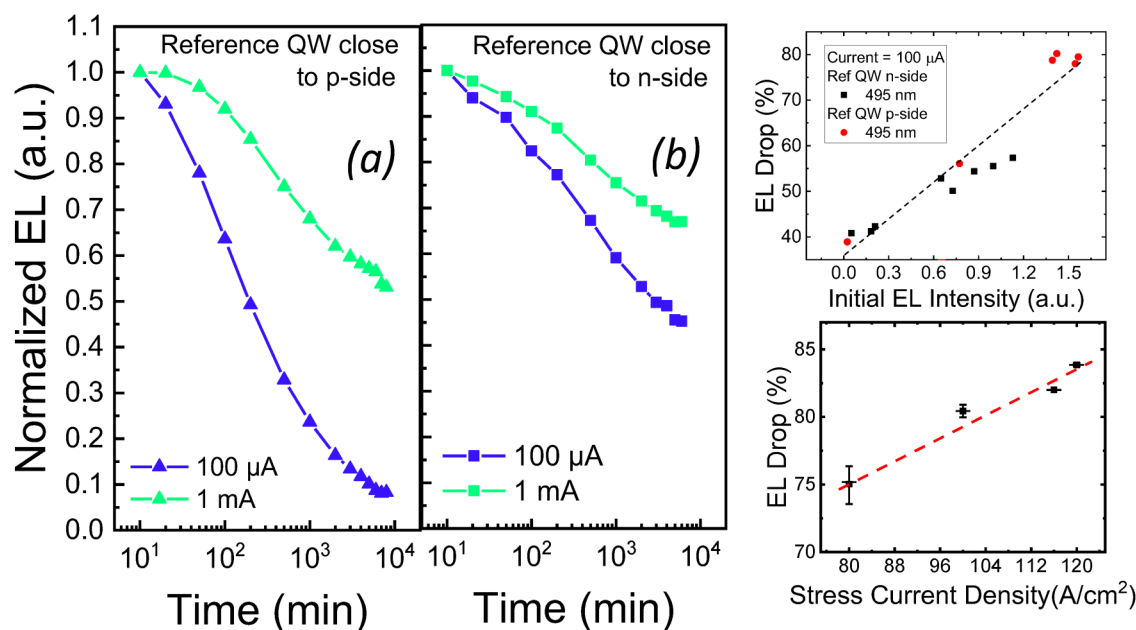 Normalized EL (a.u.)
1.1
1.0
0.9
0.8
0.7
0.6
0.5
0.4
0.3
0.2
0.1
0.0
Reference QW close
to p-side
(a)
100 µA
1 mA
10¹ 10² 10³ 10⁴
Time (min)
Reference QW close
to n-side
(b)
100 µA
1 mA
10¹ 10² 10³ 10⁴
Time (min)
EL Drop (%)
80
70
60
50
40
Current = 100 µA
Ref QW n-side
495 nm
Ref QW p-side
495 nm
0.0 0.3 0.6 0.9 1.2 1.5
Initial EL Intensity (a.u.)
EL Drop (%)
85
80
75
70
80 88 96 104 112 120
Stress Current Density(A/cm²)